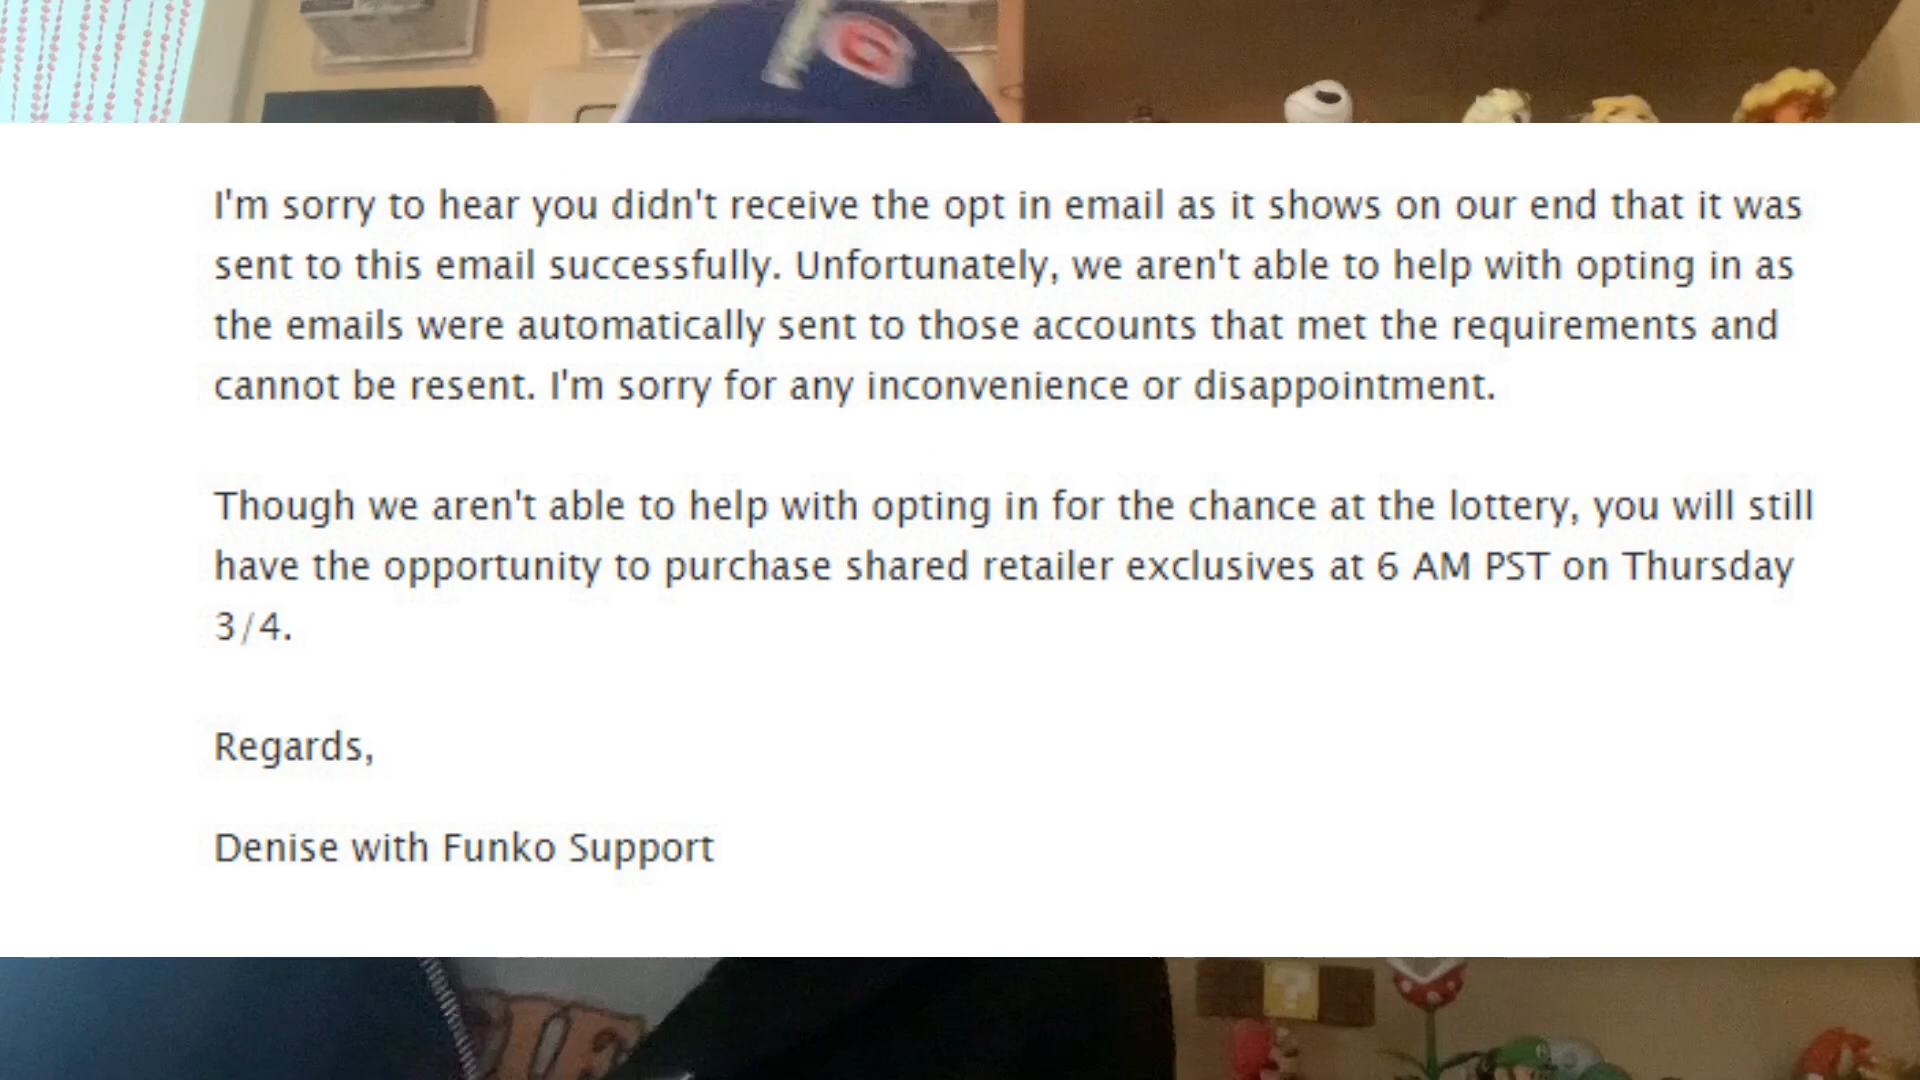 I'm sorry to hear you didn't receive the opt in email as it shows on our end that it was
sent to this email successfully. Unfortunately, we aren't able to help with opting in as
the emails were automatically sent to those accounts that met the requirements and
cannot be resent. I'm sorry for any inconvenience or disappointment.
Though we aren't able to help with opting in for the chance at the lottery, you will still
have the opportunity to purchase shared retailer exclusives at 6 AM PST on Thursday
3/4.
Regards,
Denise with Funko Support